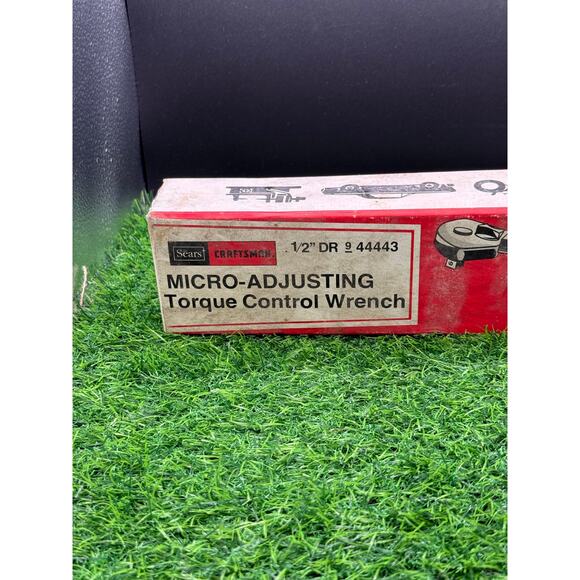 Sears CRAFTSMAN. 1/2" DR 9 44443
MICRO-ADJUSTING
Torque Control Wrench